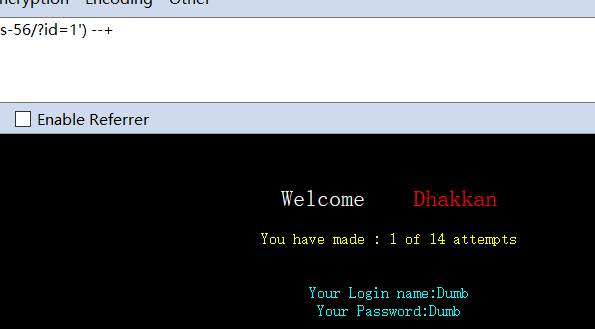 Encoding Other
s-56/?id=1') --+
Enable Referrer
Welcome Dhakkan
You have made : 1 of 14 attempts
Your Login name:Dumb
Your Password:Dumb